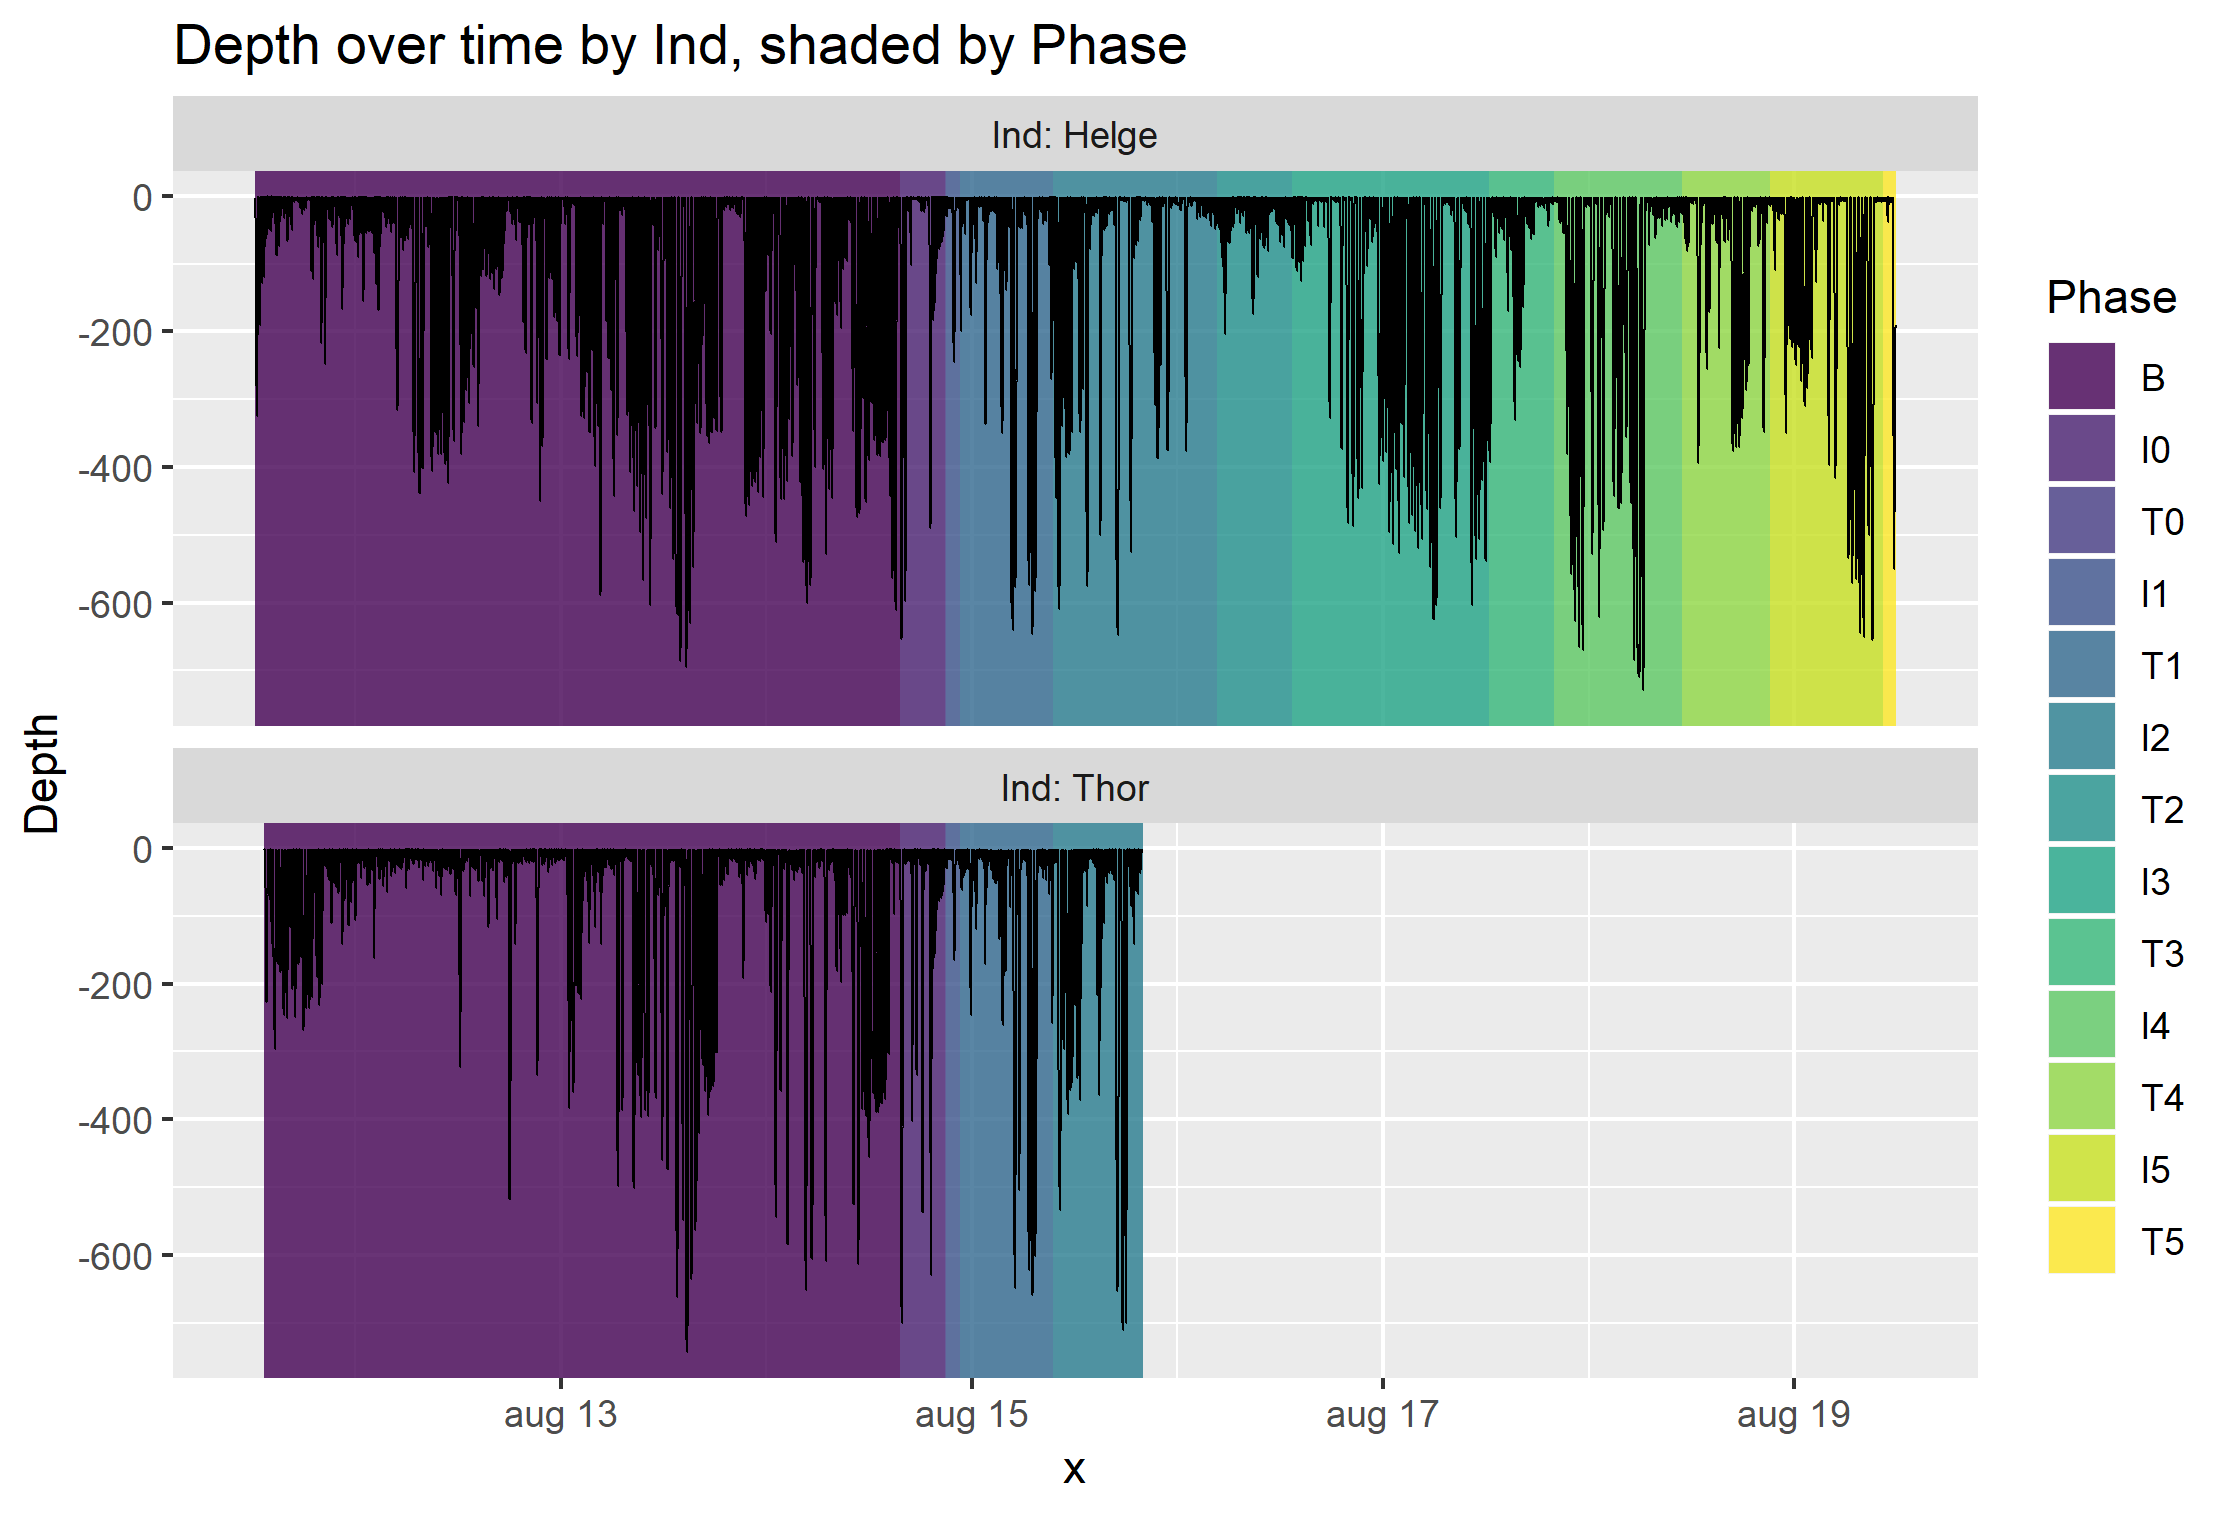 Depth over time by Ind, shaded by Phase
Ind: Helge
0
-200
-400
-600
Ind: Thor
0
-200
-400
-600
Depth
aug 13
aug 15
aug 17
aug 19
x
Phase
B
I0
T0
I1
T1
I2
T2
I3
T3
I4
T4
I5
T5